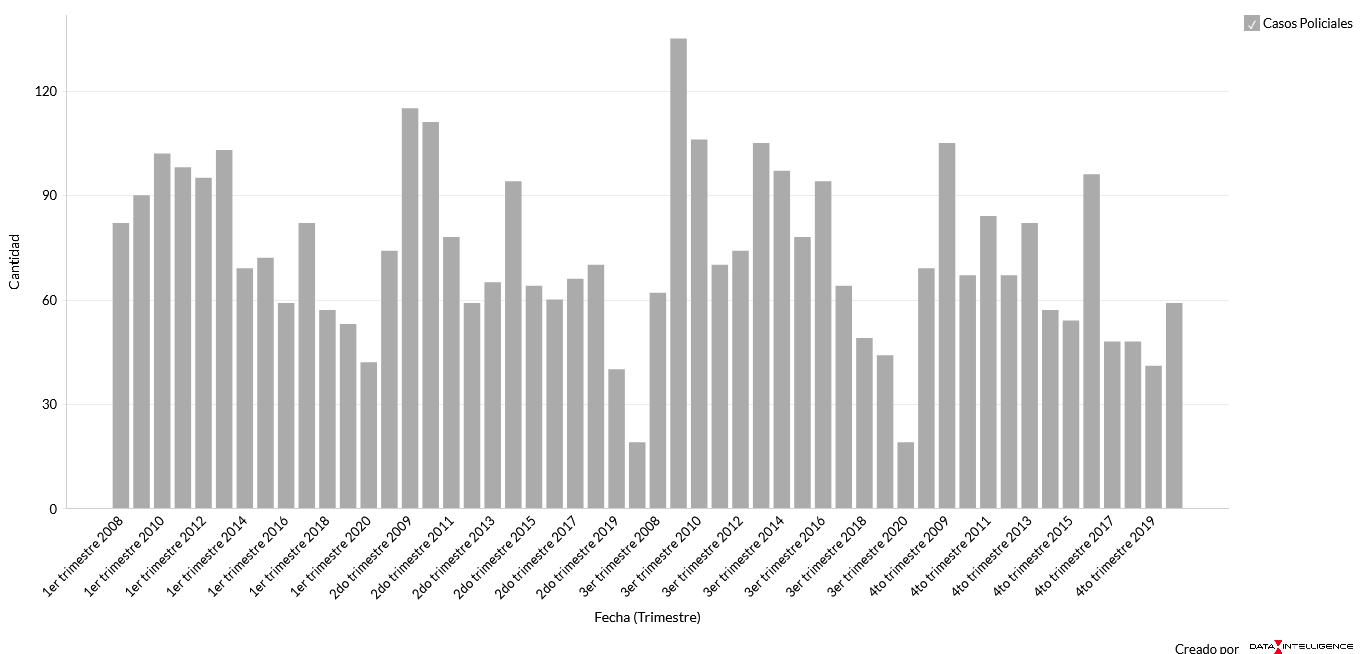 Casos Policiales
120
90
60
30
0
Cantidad
1er trimestre 2008
1er trimestre 2010
1er trimestre 2012
1er trimestre 2014
1er trimestre 2016
1er trimestre 2018
1er trimestre 2020
2do trimestre 2009
2do trimestre 2011
2do trimestre 2013
2do trimestre 2015
2do trimestre 2017
2do trimestre 2019
3er trimestre 2008
3er trimestre 2010
3er trimestre 2012
3er trimestre 2014
3er trimestre 2016
3er trimestre 2018
3er trimestre 2020
4to trimestre 2009
4to trimestre 2011
4to trimestre 2013
4to trimestre 2015
4to trimestre 2017
4to trimestre 2019
Fecha (Trimestre)
Creado por DATA INTELLIGENCE